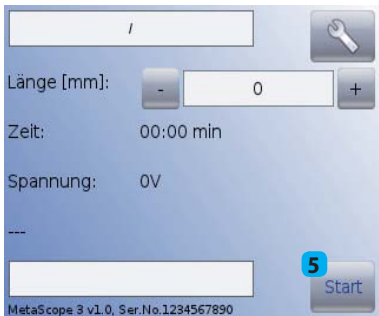 /
Länge [mm]: - 0 +
Zeit: 00:00 min
Spannung: 0V
---
5
Start
MetaScope 3 v1.0, Ser.No.1234567890